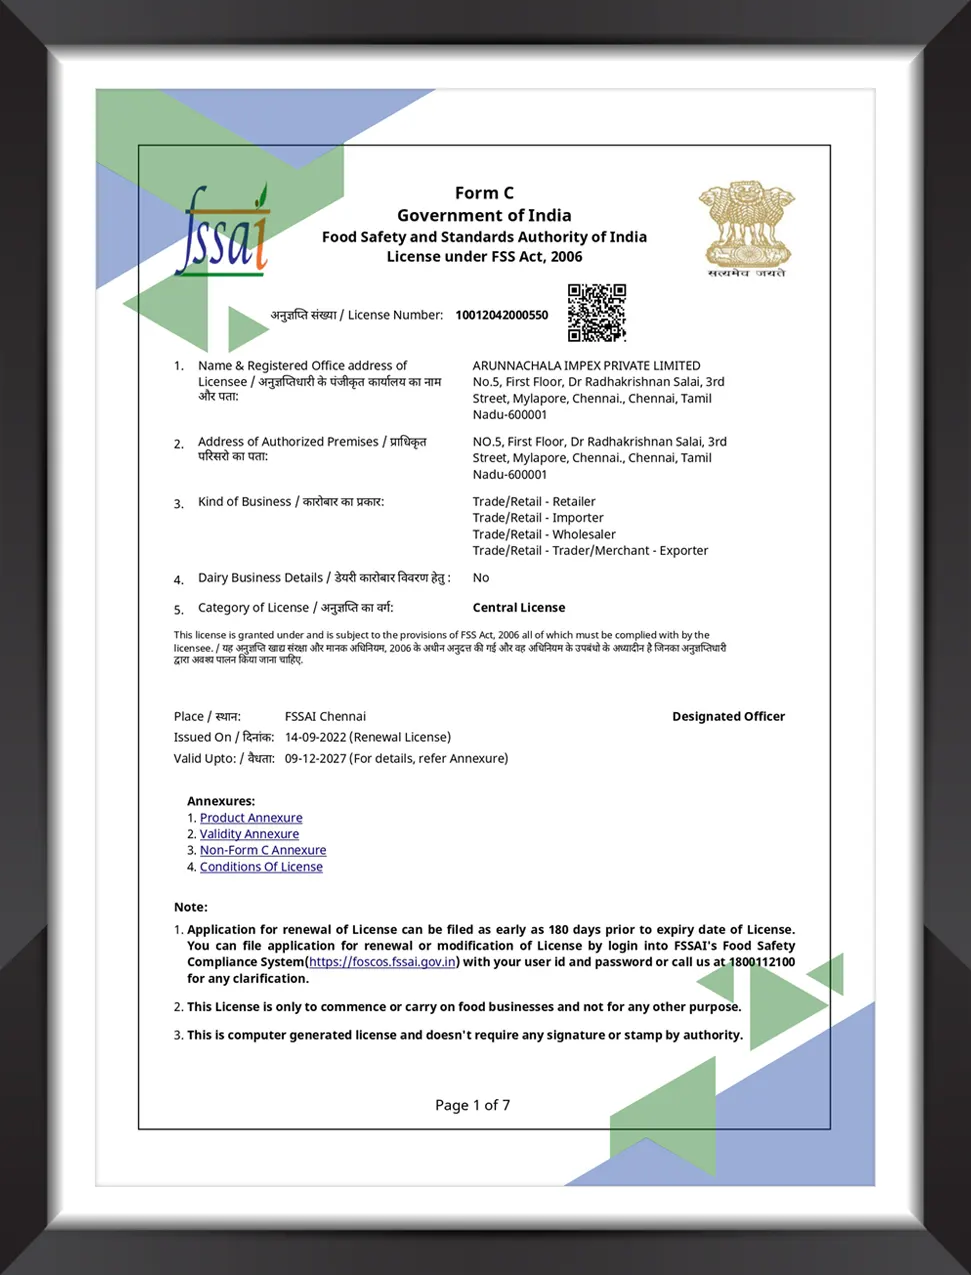 fssai
Form C
Government of India
Food Safety and Standards Authority of India
License under FSS Act, 2006
सत्यमेव जयते
अनुज्ञप्ति संख्या / License Number: 10012042000550
1. Name & Registered Office address of
Licensee / अनुज्ञप्तिधारी के पंजीकृत कार्यालय का नाम
और पता:
ARUNNACHALA IMPEX PRIVATE LIMITED
No.5, First Floor, Dr Radhakrishnan Salai, 3rd
Street, Mylapore, Chennai., Chennai, Tamil
Nadu-600001
2. Address of Authorized Premises / प्राधिकृत
परिसरो का पता:
NO.5, First Floor, Dr Radhakrishnan Salai, 3rd
Street, Mylapore, Chennai., Chennai, Tamil
Nadu-600001
3. Kind of Business / कारोबार का प्रकार:
Trade/Retail - Retailer
Trade/Retail - Importer
Trade/Retail - Wholesaler
Trade/Retail - Trader/Merchant - Exporter
4. Dairy Business Details / डेयरी कारोबार विवरण हेतु : No
5. Category of License / अनुज्ञप्ति का वर्ग: Central License
This license is granted under and is subject to the provisions of FSS Act, 2006 all of which must be complied with by the
licensee. / यह अनुज्ञप्ति खाद्य संरक्षा और मानक अधिनियम, 2006 के अधीन अनुदत्त की गई और वह अधिनियम के उपबंधो के अध्यादीन है जिनका अनुज्ञप्तिधारी
द्वारा अवश्य पालन किया जाना चाहिए.
Place / स्थान: FSSAI Chennai Designated Officer
Issued On / दिनांक: 14-09-2022 (Renewal License)
Valid Upto: / वैधता: 09-12-2027 (For details, refer Annexure)
Annexures:
1. Product Annexure
2. Validity Annexure
3. Non-Form C Annexure
4. Conditions Of License
Note:
1. Application for renewal of License can be filed as early as 180 days prior to expiry date of License.
You can file application for renewal or modification of License by login into FSSAI's Food Safety
Compliance System(https://foscos.fssai.gov.in) with your user id and password or call us at 1800112100
for any clarification.
2. This License is only to commence or carry on food businesses and not for any other purpose.
3. This is computer generated license and doesn't require any signature or stamp by authority.
Page 1 of 7